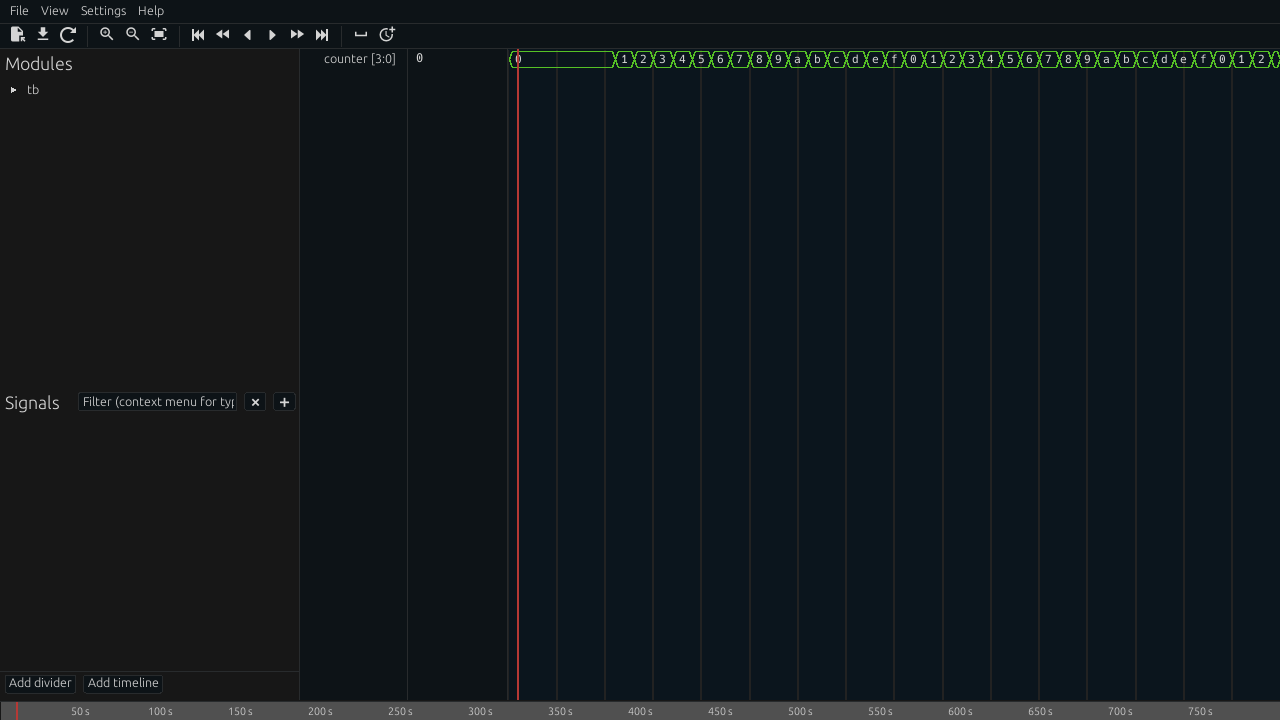 File View Settings Help
Modules
tb
counter [3:0] 0 0 1 2 3 4 5 6 7 8 9 a b c d e f 0 1 2 3 4 5 6 7 8 9 a b c d e f 0 1 2
Signals Filter (context menu for typ
Add divider Add timeline
50 s 100 s 150 s 200 s 250 s 300 s 350 s 400 s 450 s 500 s 550 s 600 s 650 s 700 s 750 s